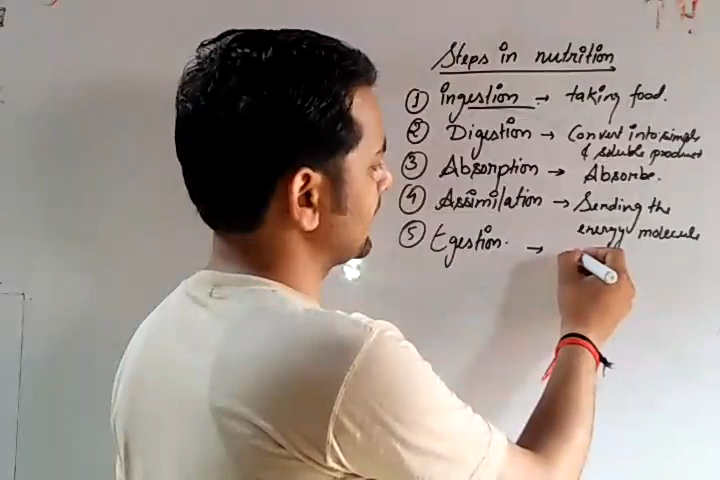 Steps in nutrition
① Ingestion → taking food.
② Digestion → Convert into simple
& soluble product
③ Absorption → Absorbe.
④ Assimilation → Sending the
energy molecule
⑤ Egestion. →